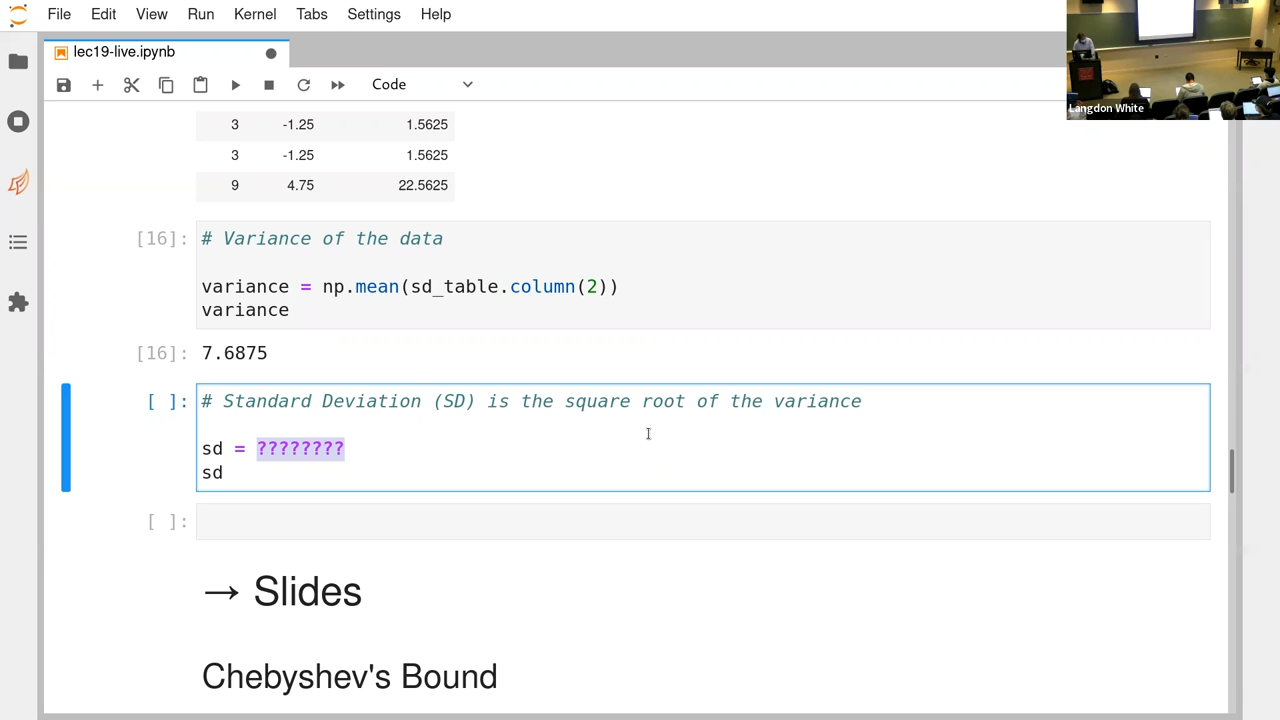 File Edit View Run Kernel Tabs Settings Help
lec19-live.ipynb
Code
3 -1.25 1.5625
3 -1.25 1.5625
9 4.75 22.5625
[16]: # Variance of the data
variance = np.mean(sd_table.column(2))
variance
[16]: 7.6875
[ ]: # Standard Deviation (SD) is the square root of the variance
sd = ????????
sd
[ ]:
→ Slides
Chebyshev's Bound
Langdon White